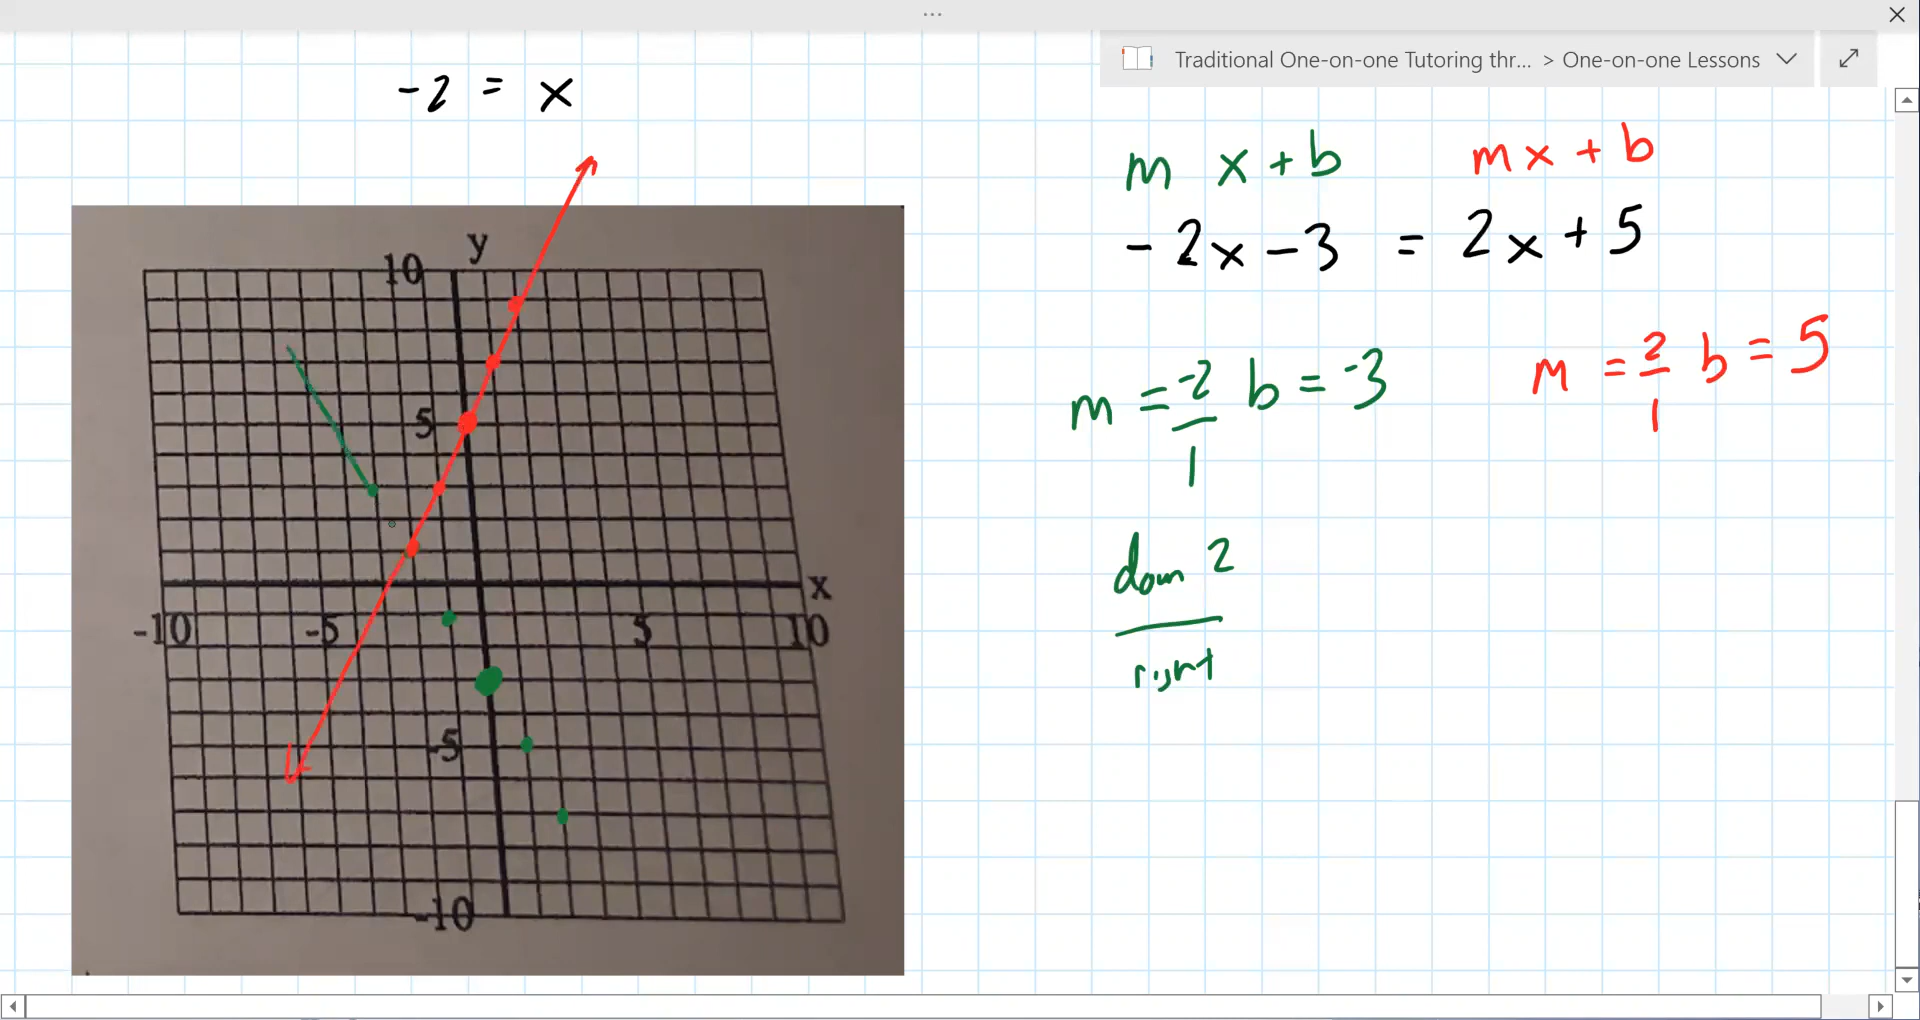 ...
Traditional One-on-one Tutoring thr... > One-on-one Lessons
-2 = x
m x + b
mx + b
-2x - 3 = 2x + 5
m = -2/1 b = -3
m = 2/1 b = 5
down 2
right
y
10
5
x
-10 -5 5 10
-5
-10